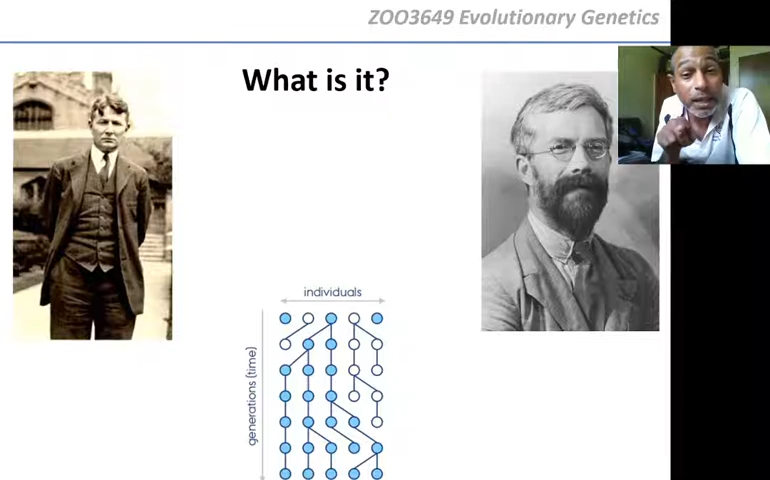 ZOO3649 Evolutionary Genetics
What is it?
individuals
generations (time)